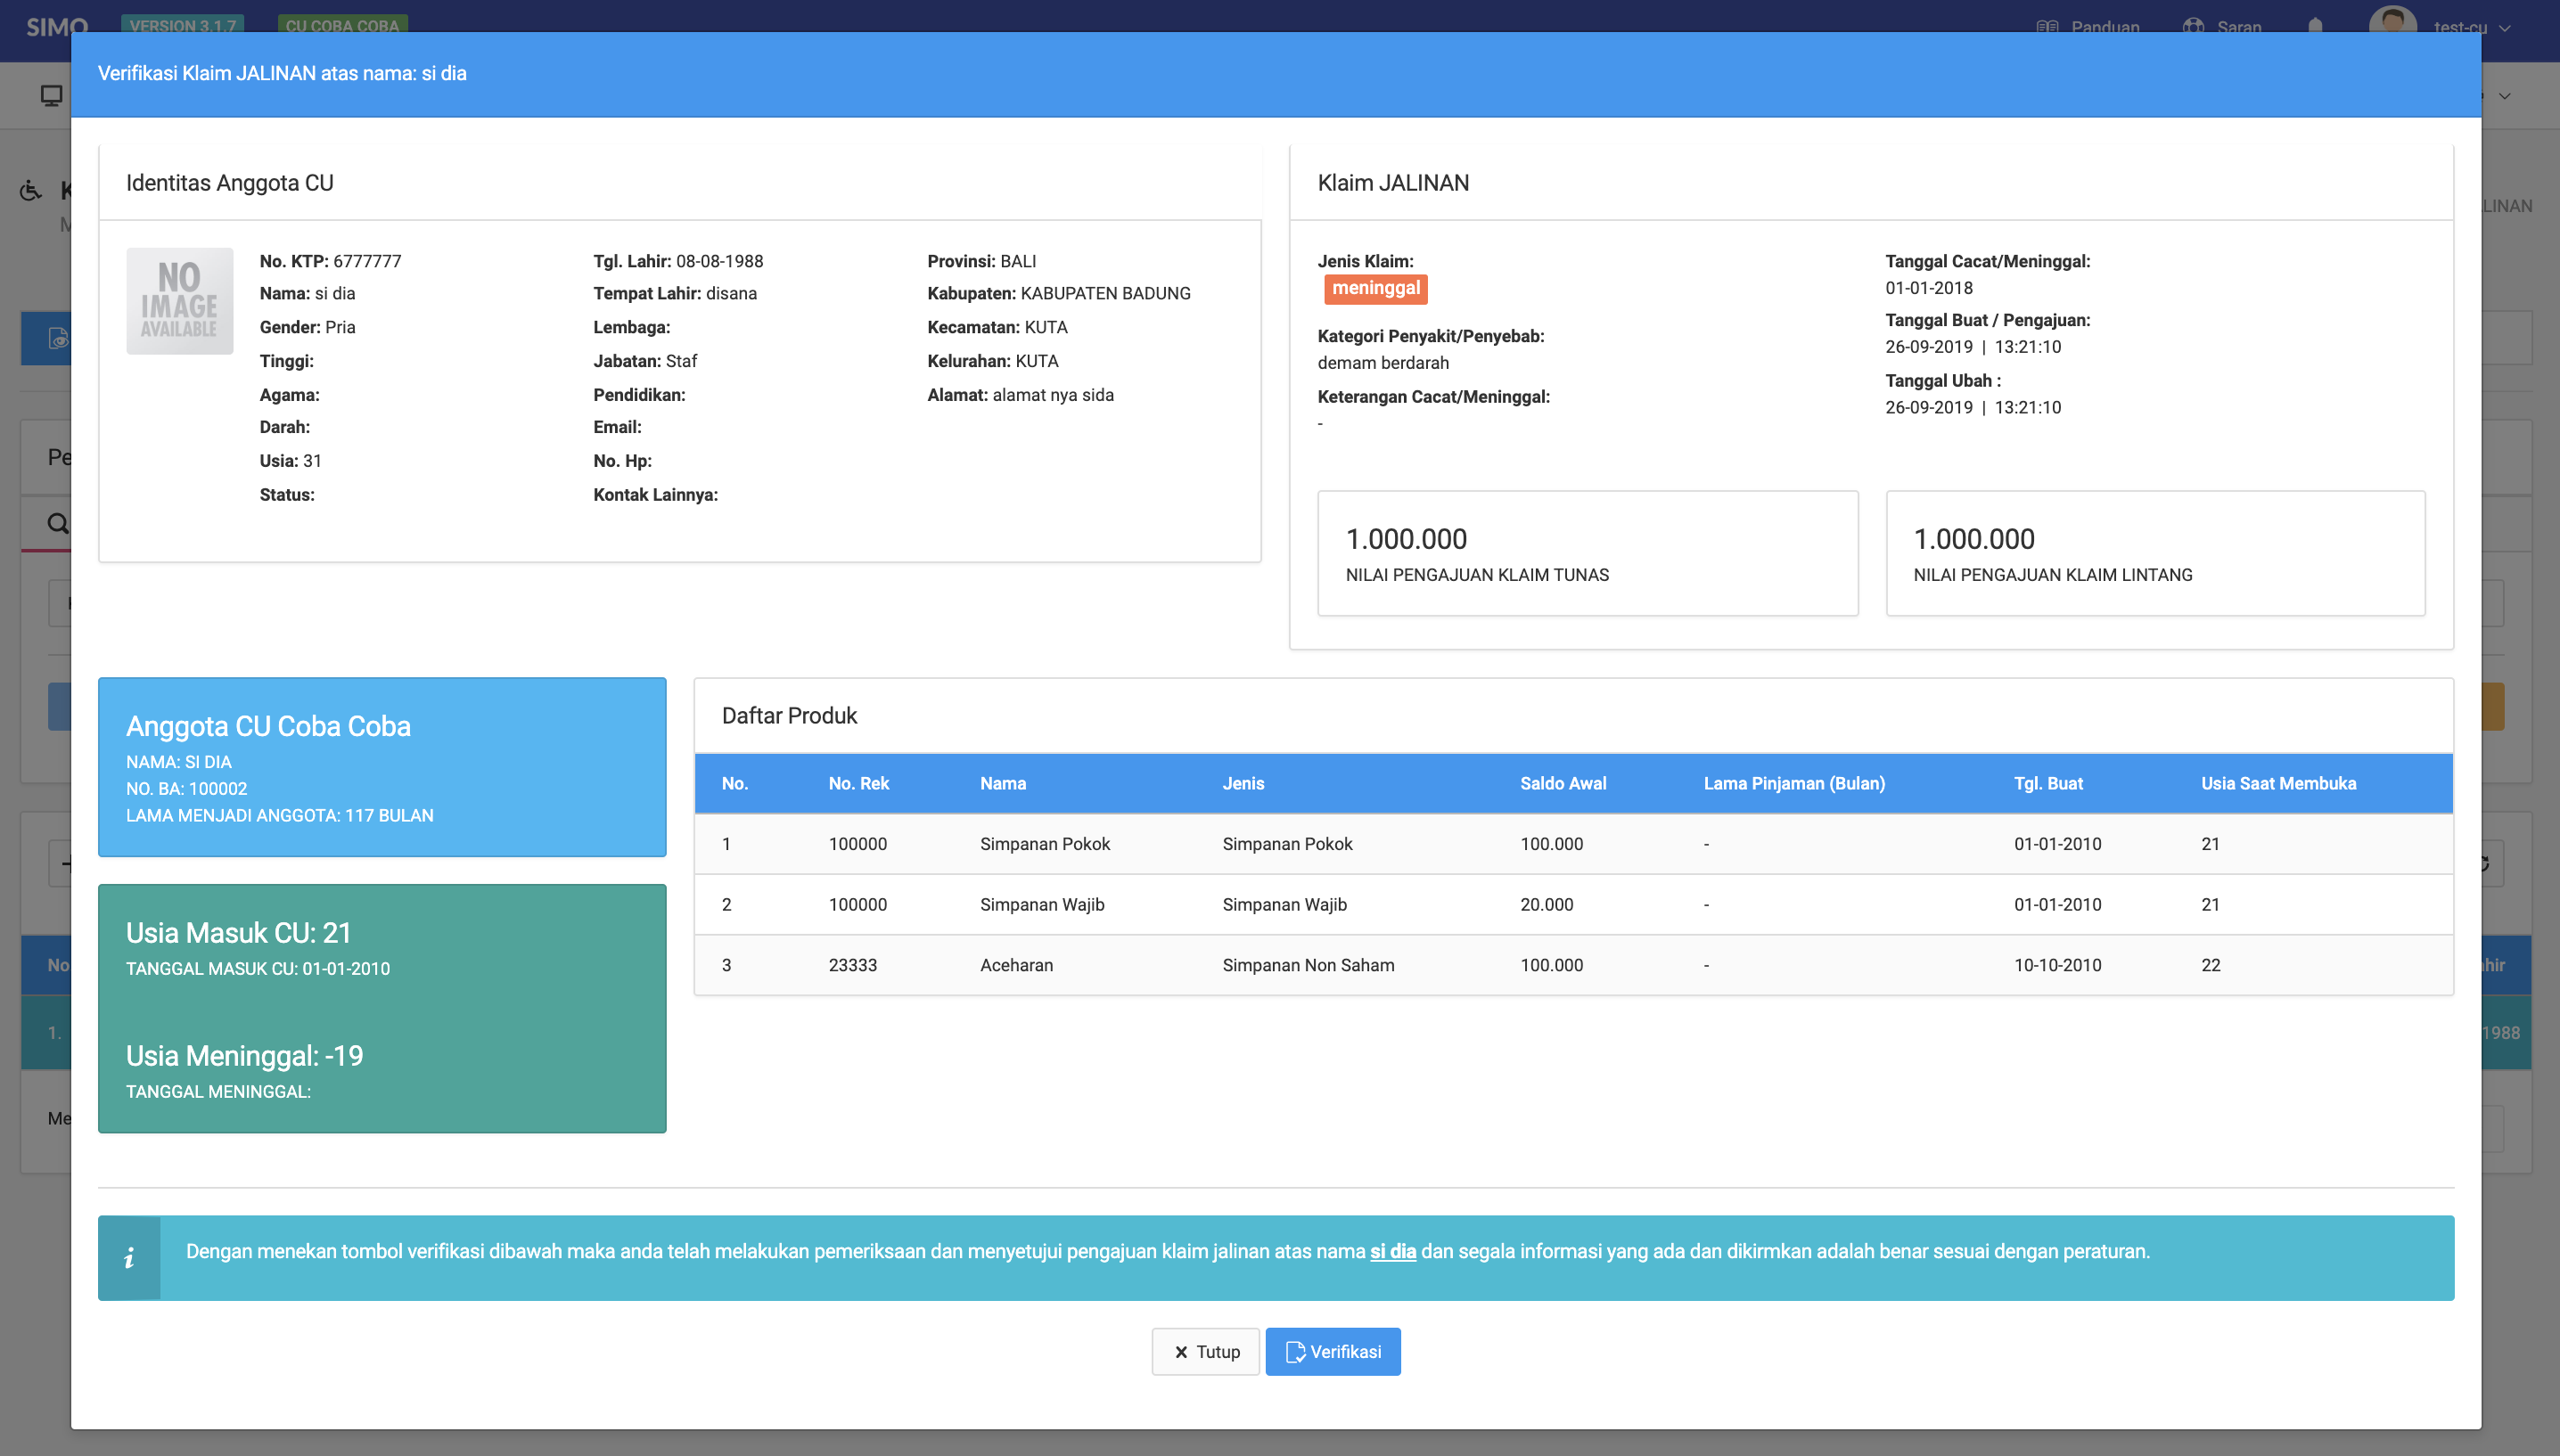 SIMO VERSION 3.1.7 CU COBA COBA Panduan Saran test-cu
Verifikasi Klaim JALINAN atas nama: si dia
Identitas Anggota CU
NO
IMAGE
AVAILABLE
No. KTP: 6777777
Nama: si dia
Gender: Pria
Tinggi:
Agama:
Darah:
Usia: 31
Status:
Tgl. Lahir: 08-08-1988
Tempat Lahir: disana
Lembaga:
Jabatan: Staf
Pendidikan:
Email:
No. Hp:
Kontak Lainnya:
Provinsi: BALI
Kabupaten: KABUPATEN BADUNG
Kecamatan: KUTA
Kelurahan: KUTA
Alamat: alamat nya sida
Klaim JALINAN
Jenis Klaim:
meninggal
Kategori Penyakit/Penyebab:
demam berdarah
Keterangan Cacat/Meninggal:
-
Tanggal Cacat/Meninggal:
01-01-2018
Tanggal Buat / Pengajuan:
26-09-2019 | 13:21:10
Tanggal Ubah :
26-09-2019 | 13:21:10
1.000.000
NILAI PENGAJUAN KLAIM TUNAS
1.000.000
NILAI PENGAJUAN KLAIM LINTANG
Anggota CU Coba Coba
NAMA: SI DIA
NO. BA: 100002
LAMA MENJADI ANGGOTA: 117 BULAN
Usia Masuk CU: 21
TANGGAL MASUK CU: 01-01-2010
Usia Meninggal: -19
TANGGAL MENINGGAL:
Daftar Produk
No. No. Rek Nama Jenis Saldo Awal Lama Pinjaman (Bulan) Tgl. Buat Usia Saat Membuka
1 100000 Simpanan Pokok Simpanan Pokok 100.000 - 01-01-2010 21
2 100000 Simpanan Wajib Simpanan Wajib 20.000 - 01-01-2010 21
3 23333 Aceharan Simpanan Non Saham 100.000 - 10-10-2010 22
Dengan menekan tombol verifikasi dibawah maka anda telah melakukan pemeriksaan dan menyetujui pengajuan klaim jalinan atas nama si dia dan segala informasi yang ada dan dikirmkan adalah benar sesuai dengan peraturan.
Tutup Verifikasi
No
1.
1988